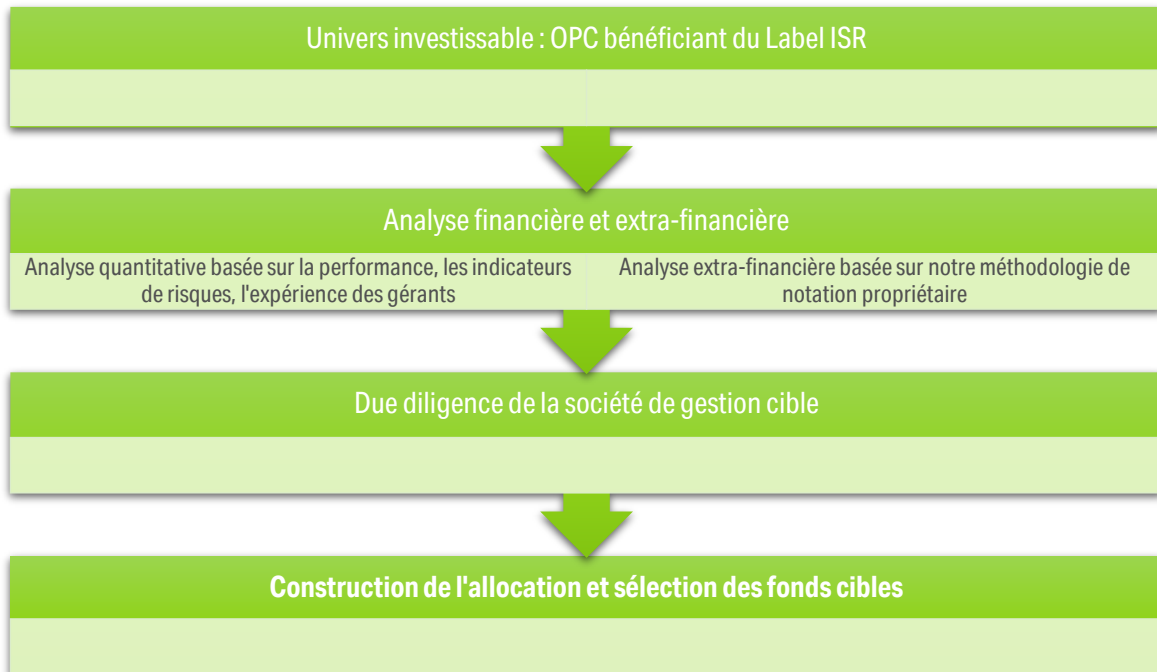 Univers investissable : OPC bénéficiant du Label ISR
Analyse financière et extra-financière
Analyse quantitative basée sur la performance, les indicateurs
de risques, l'expérience des gérants
Analyse extra-financière basée sur notre méthodologie de
notation propriétaire
Due diligence de la société de gestion cible
Construction de l'allocation et sélection des fonds cibles